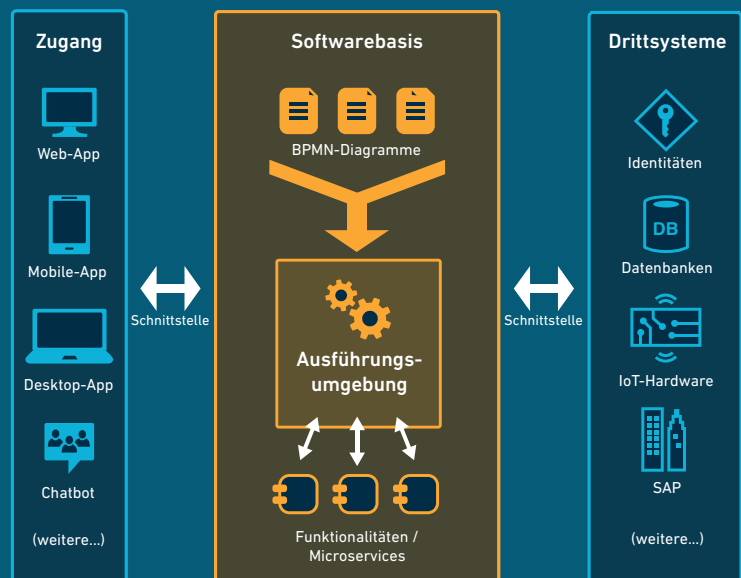 Zugang
Web-App
Mobile-App
Desktop-App
Chatbot
(weitere...)
Schnittstelle
Softwarebasis
BPMN-Diagramme
Ausführungs-
umgebung
Funktionalitäten /
Microservices
Schnittstelle
Drittsysteme
Identitäten
DB
Datenbanken
IoT-Hardware
SAP
(weitere...)